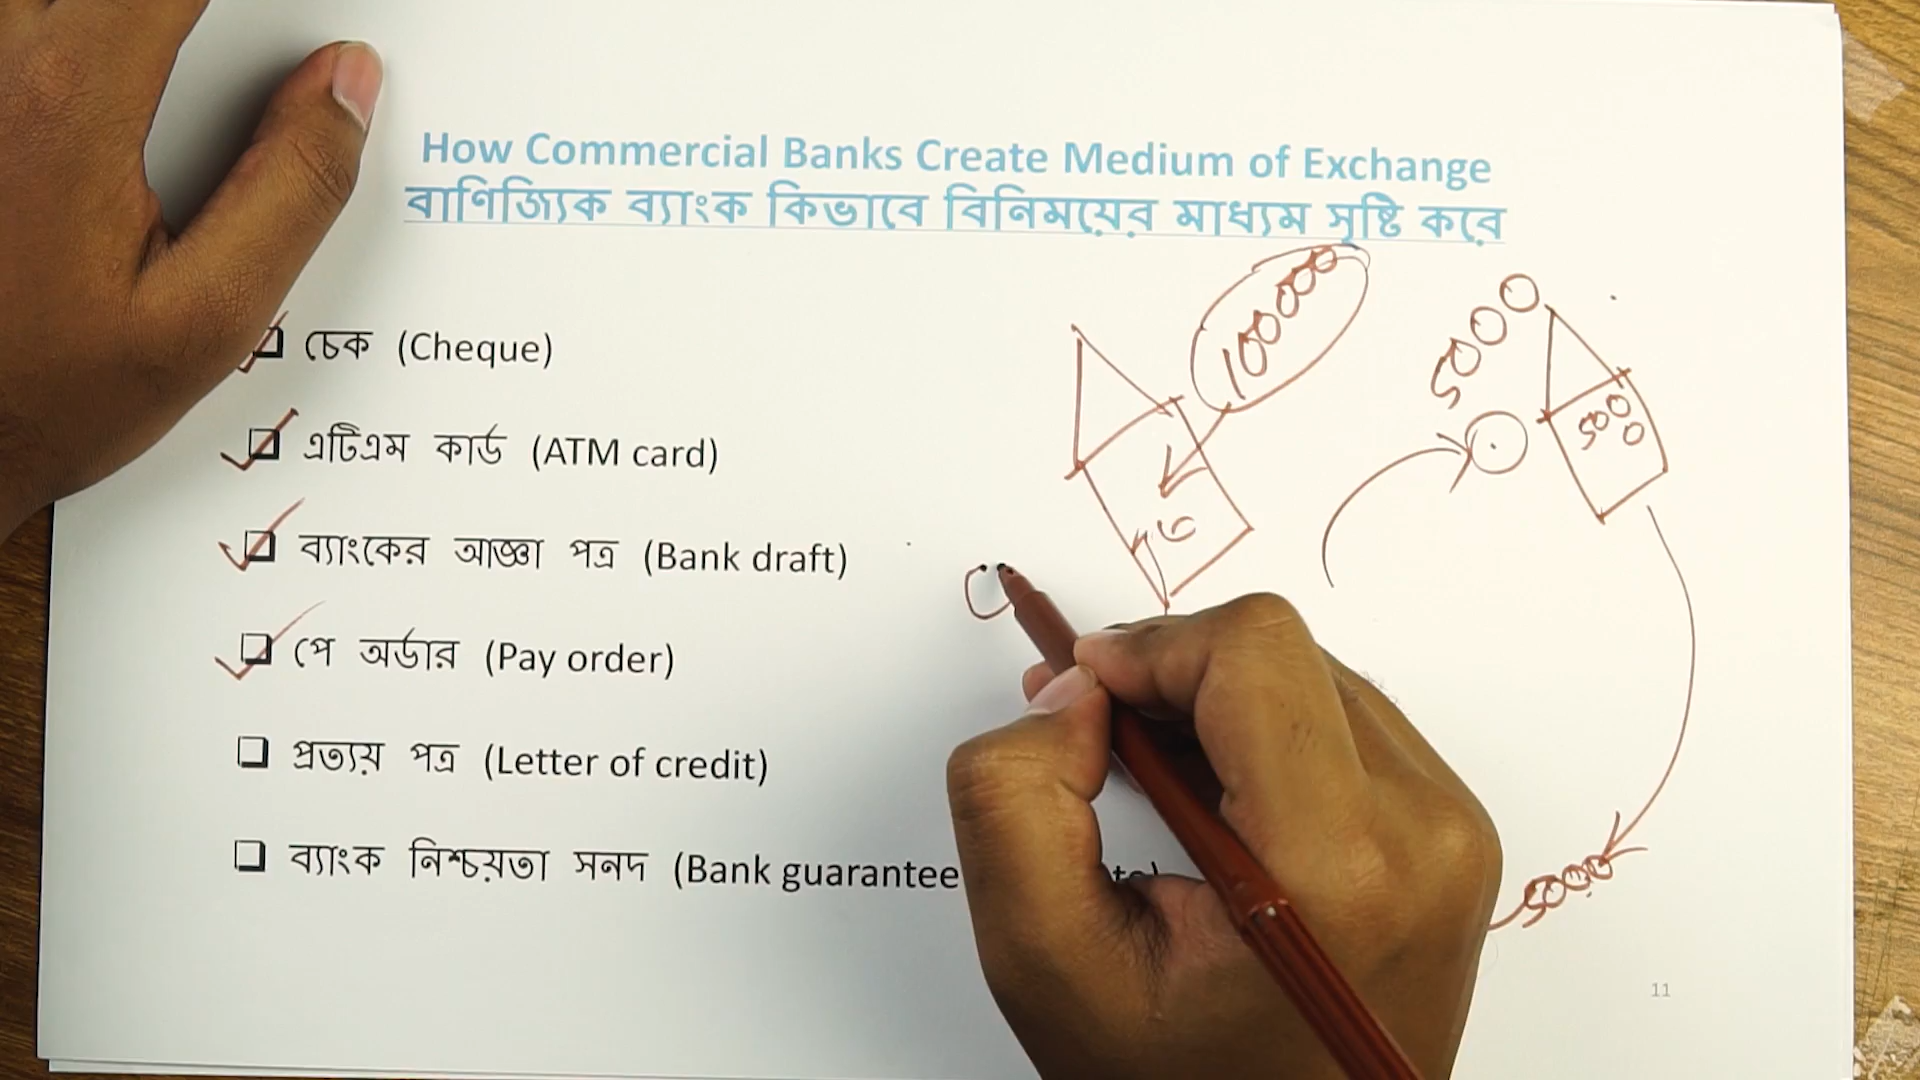 How Commercial Banks Create Medium of Exchange
বাণিজ্যিক ব্যাংক কিভাবে বিনিময়ের মাধ্যম সৃষ্টি করে
100000
5000
500
0
চেক (Cheque)
এটিএম কার্ড (ATM card)
ব্যাংকের আজ্ঞা পত্র (Bank draft)
পে অর্ডার (Pay order)
প্রত্যয় পত্র (Letter of credit)
ব্যাংক নিশ্চয়তা সনদ (Bank guarantee
5000
11